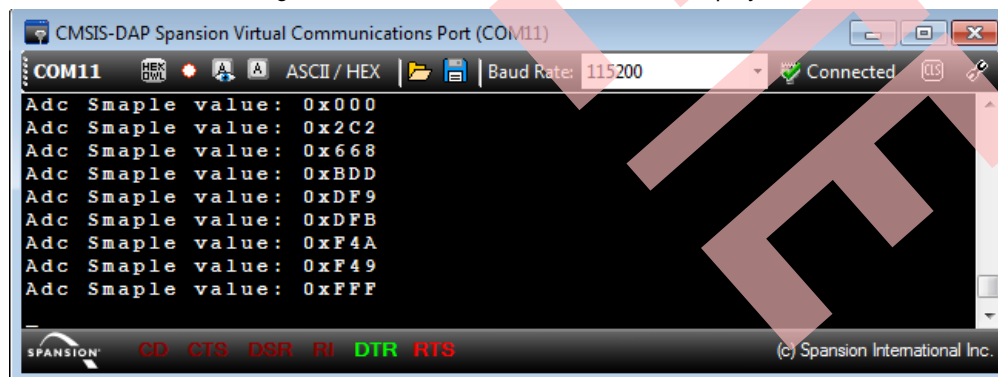 CMSIS-DAP Spansion Virtual Communications Port (COM11)
COM11 HEX DWL A A ASCII / HEX Baud Rate: 115200 Connected CLS
Adc Smaple value: 0x000
Adc Smaple value: 0x2C2
Adc Smaple value: 0x668
Adc Smaple value: 0xBDD
Adc Smaple value: 0xDF9
Adc Smaple value: 0xDFB
Adc Smaple value: 0xF4A
Adc Smaple value: 0xF49
Adc Smaple value: 0xFFF
_
SPANSION CD CTS DSR RI DTR RTS (c) Spansion International Inc.